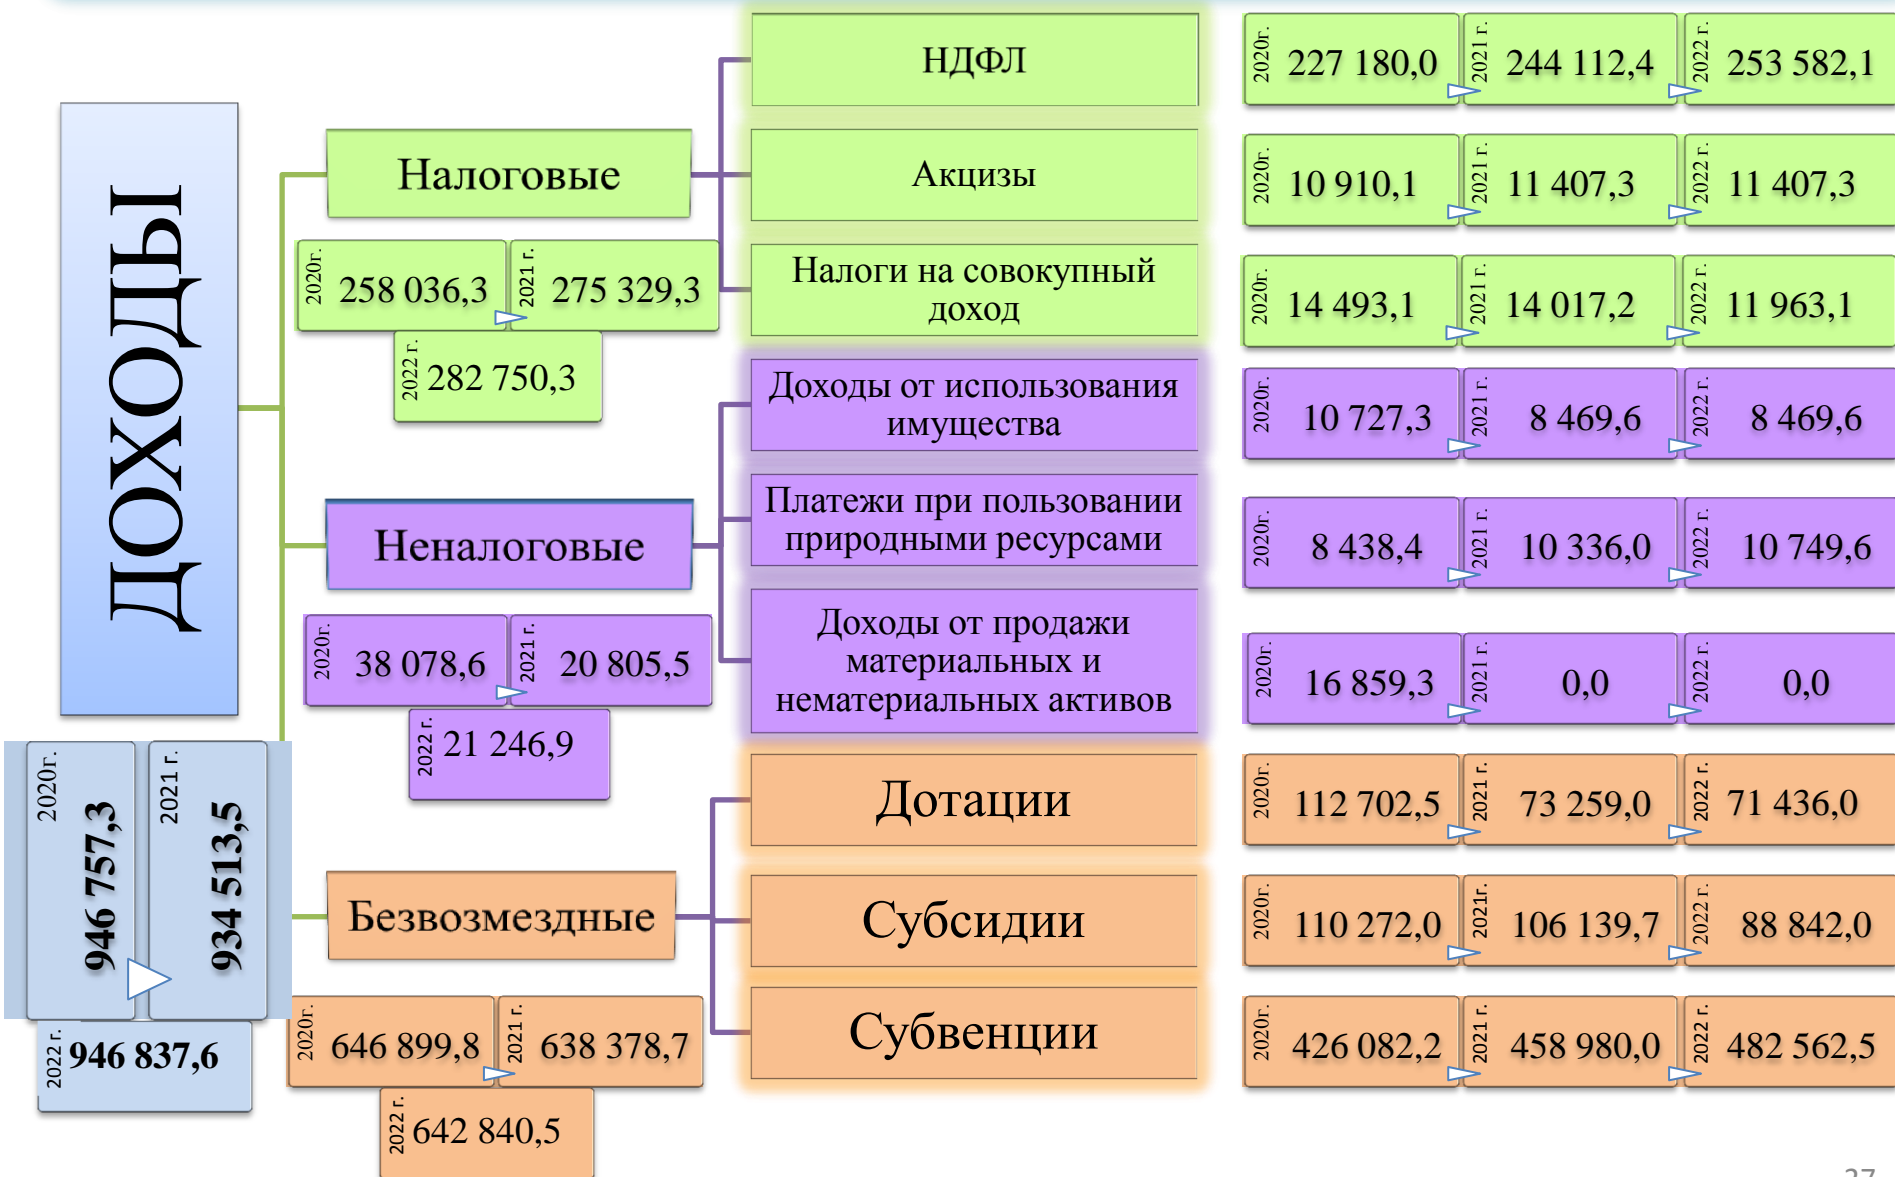 ДОХОДЫ
2020г.
946 757,3
2021 г.
934 513,5
2022 г.
946 837,6
Налоговые
2020г.
258 036,3
2021 г.
275 329,3
2022 г.
282 750,3
НДФЛ
2020г.
227 180,0
2021 г.
244 112,4
2022 г.
253 582,1
Акцизы
2020г.
10 910,1
2021 г.
11 407,3
2022 г.
11 407,3
Налоги на совокупный
доход
2020г.
14 493,1
2021 г.
14 017,2
2022 г.
11 963,1
Неналоговые
2020г.
38 078,6
2021 г.
20 805,5
2022 г.
21 246,9
Доходы от использования
имущества
2020г.
10 727,3
2021 г.
8 469,6
2022 г.
8 469,6
Платежи при пользовании
природными ресурсами
2020г.
8 438,4
2021 г.
10 336,0
2022 г.
10 749,6
Доходы от продажи
материальных и
нематериальных активов
2020г.
16 859,3
2021 г.
0,0
2022 г.
0,0
Безвозмездные
2020г.
646 899,8
2021 г.
638 378,7
2022 г.
642 840,5
Дотации
2020г.
112 702,5
2021 г.
73 259,0
2022 г.
71 436,0
Субсидии
2020г.
110 272,0
2021г.
106 139,7
2022 г.
88 842,0
Субвенции
2020г.
426 082,2
2021 г.
458 980,0
2022 г.
482 562,5